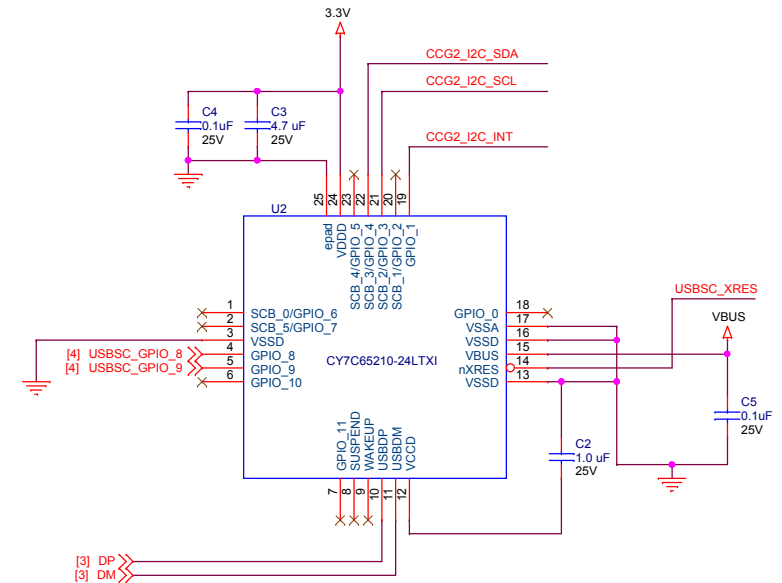 3.3V
CCG2_I2C_SDA
CCG2_I2C_SCL
C4
0.1uF
25V
C3
4.7 uF
25V
CCG2_I2C_INT
25
24
23
22
21
20
19
U2
epad
VDDD
SCB_4/GPIO_5
SCB_3/GPIO_4
SCB_2/GPIO_3
SCB_1/GPIO_2
GPIO_1
USBSC_XRES
1 SCB_0/GPIO_6
2 SCB_5/GPIO_7
3 VSSD
[4] USBSC_GPIO_8 4 GPIO_8
[4] USBSC_GPIO_9 5 GPIO_9
6 GPIO_10
CY7C65210-24LTXI
GPIO_0 18
VSSA 17
VSSD 16
VBUS 15
nXRES 14
VSSD 13
VBUS
C5
0.1uF
25V
C2
1.0 uF
25V
GPIO_11
SUSPEND
WAKEUP
USBDP
USBDM
VCCD
7
8
9
10
11
12
[3] DP
[3] DM